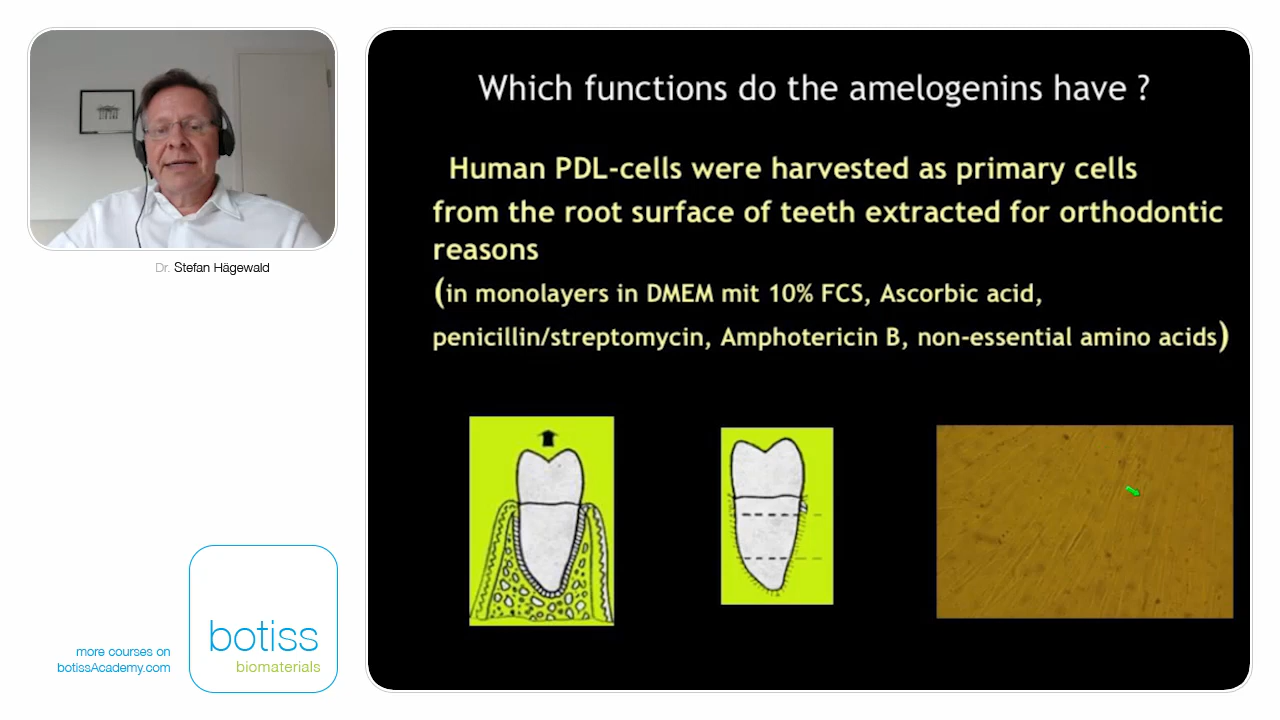 Which functions do the amelogenins have ?
Human PDL-cells were harvested as primary cells
from the root surface of teeth extracted for orthodontic
reasons
(in monolayers in DMEM mit 10% FCS, Ascorbic acid,
penicillin/streptomycin, Amphotericin B, non-essential amino acids)
Dr. Stefan Hägewald
botiss
biomaterials
more courses on
botissAcademy.com